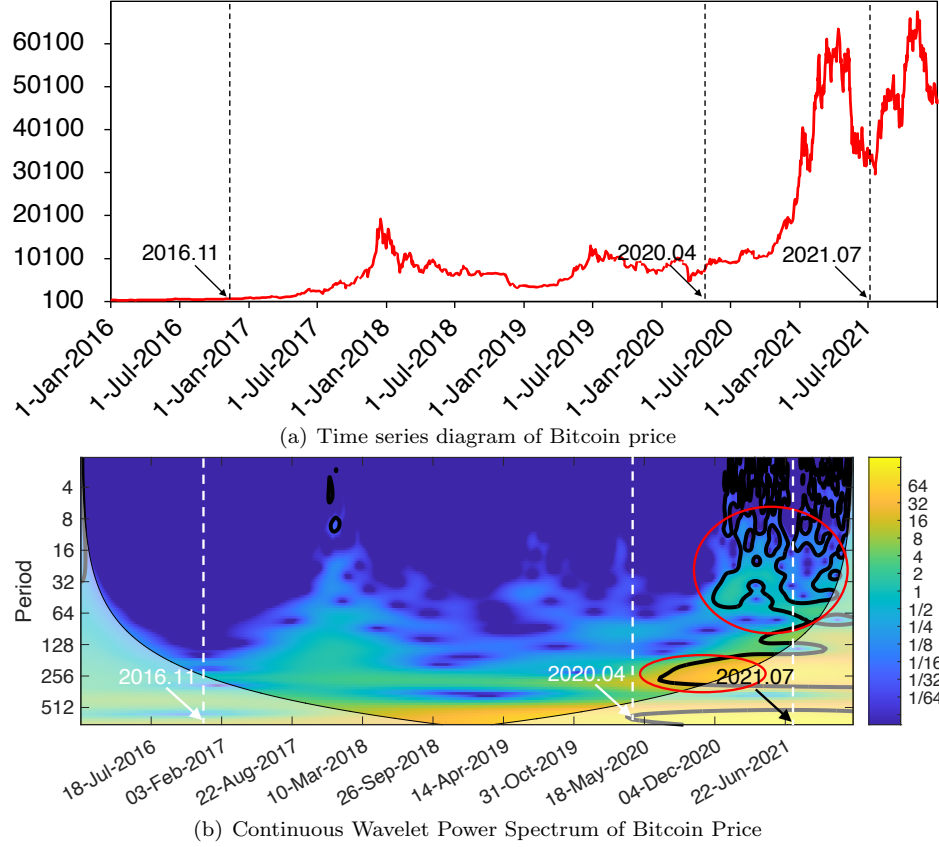 60100
50100
40100
30100
20100
10100
100
2016.11
2020.04
2021.07
1-Jan-2016
1-Jul-2016
1-Jan-2017
1-Jul-2017
1-Jan-2018
1-Jul-2018
1-Jan-2019
1-Jul-2019
1-Jan-2020
1-Jul-2020
1-Jan-2021
1-Jul-2021
(a) Time series diagram of Bitcoin price
Period
4
8
16
32
64
128
256
512
2016.11
2020.04
2021.07
64
32
16
8
4
2
1
1/2
1/4
1/8
1/16
1/32
1/64
18-Jul-2016
03-Feb-2017
22-Aug-2017
10-Mar-2018
26-Sep-2018
14-Apr-2019
31-Oct-2019
18-May-2020
04-Dec-2020
22-Jun-2021
(b) Continuous Wavelet Power Spectrum of Bitcoin Price